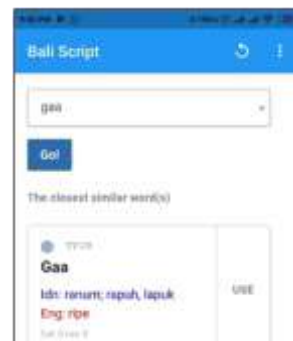 Bali Script
gaa
Go!
The closest similar word(s)
Gaa
Idn: ranum; rapuh, lapuk
USE
Eng: ripe